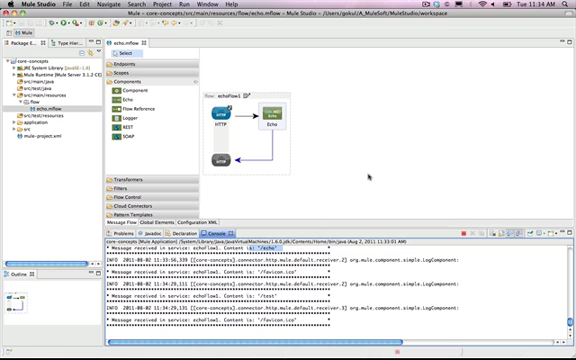 Mule Studio File Edit Navigate Search Project Run Window Help
Tue 11:34 AM
Mule - core-concepts/src/main/resources/flow/echo.mflow - Mule Studio - /Users/gokul/A_MuleSoft/MuleStudio/workspace
Mule
Package E
Type Hier
core-concepts
JRE System Library [JavaSE-1.6]
Mule Runtime [Mule Server 3.1.2 CE]
src/main/java
src/test/java
src/main/resources
flow
echo.mflow
src/test/resources
application
src
mule-project.xml
Outline
echo.mflow
Select
Endpoints
Scopes
Components
Component
Echo
Flow Reference
Logger
REST
SOAP
Transformers
Filters
Flow Control
Cloud Connectors
Pattern Templates
flow: echoFlow1
HTTP
HTTP
Echo
Echo
HTTP
Message Flow Global Elements Configuration XML
Problems Javadoc Declaration Console
core-concepts [Mule Application] /System/Library/Java/JavaVirtualMachines/1.6.0.jdk/Contents/Home/bin/java (Aug 2, 2011 11:33:01 AM)
* Message received in service: echoFlow1. Content is: '/echo' *
********************************************************************************
INFO 2011-08-02 11:33:56,339 [[core-concepts].connector.http.mule.default.receiver.2] org.mule.component.simple.LogComponent:
********************************************************************************
* Message received in service: echoFlow1. Content is: '/favicon.ico' *
********************************************************************************
INFO 2011-08-02 11:34:29,111 [[core-concepts].connector.http.mule.default.receiver.2] org.mule.component.simple.LogComponent:
********************************************************************************
* Message received in service: echoFlow1. Content is: '/test' *
********************************************************************************
INFO 2011-08-02 11:34:29,151 [[core-concepts].connector.http.mule.default.receiver.3] org.mule.component.simple.LogComponent:
********************************************************************************
* Message received in service: echoFlow1. Content is: '/favicon.ico' *
********************************************************************************